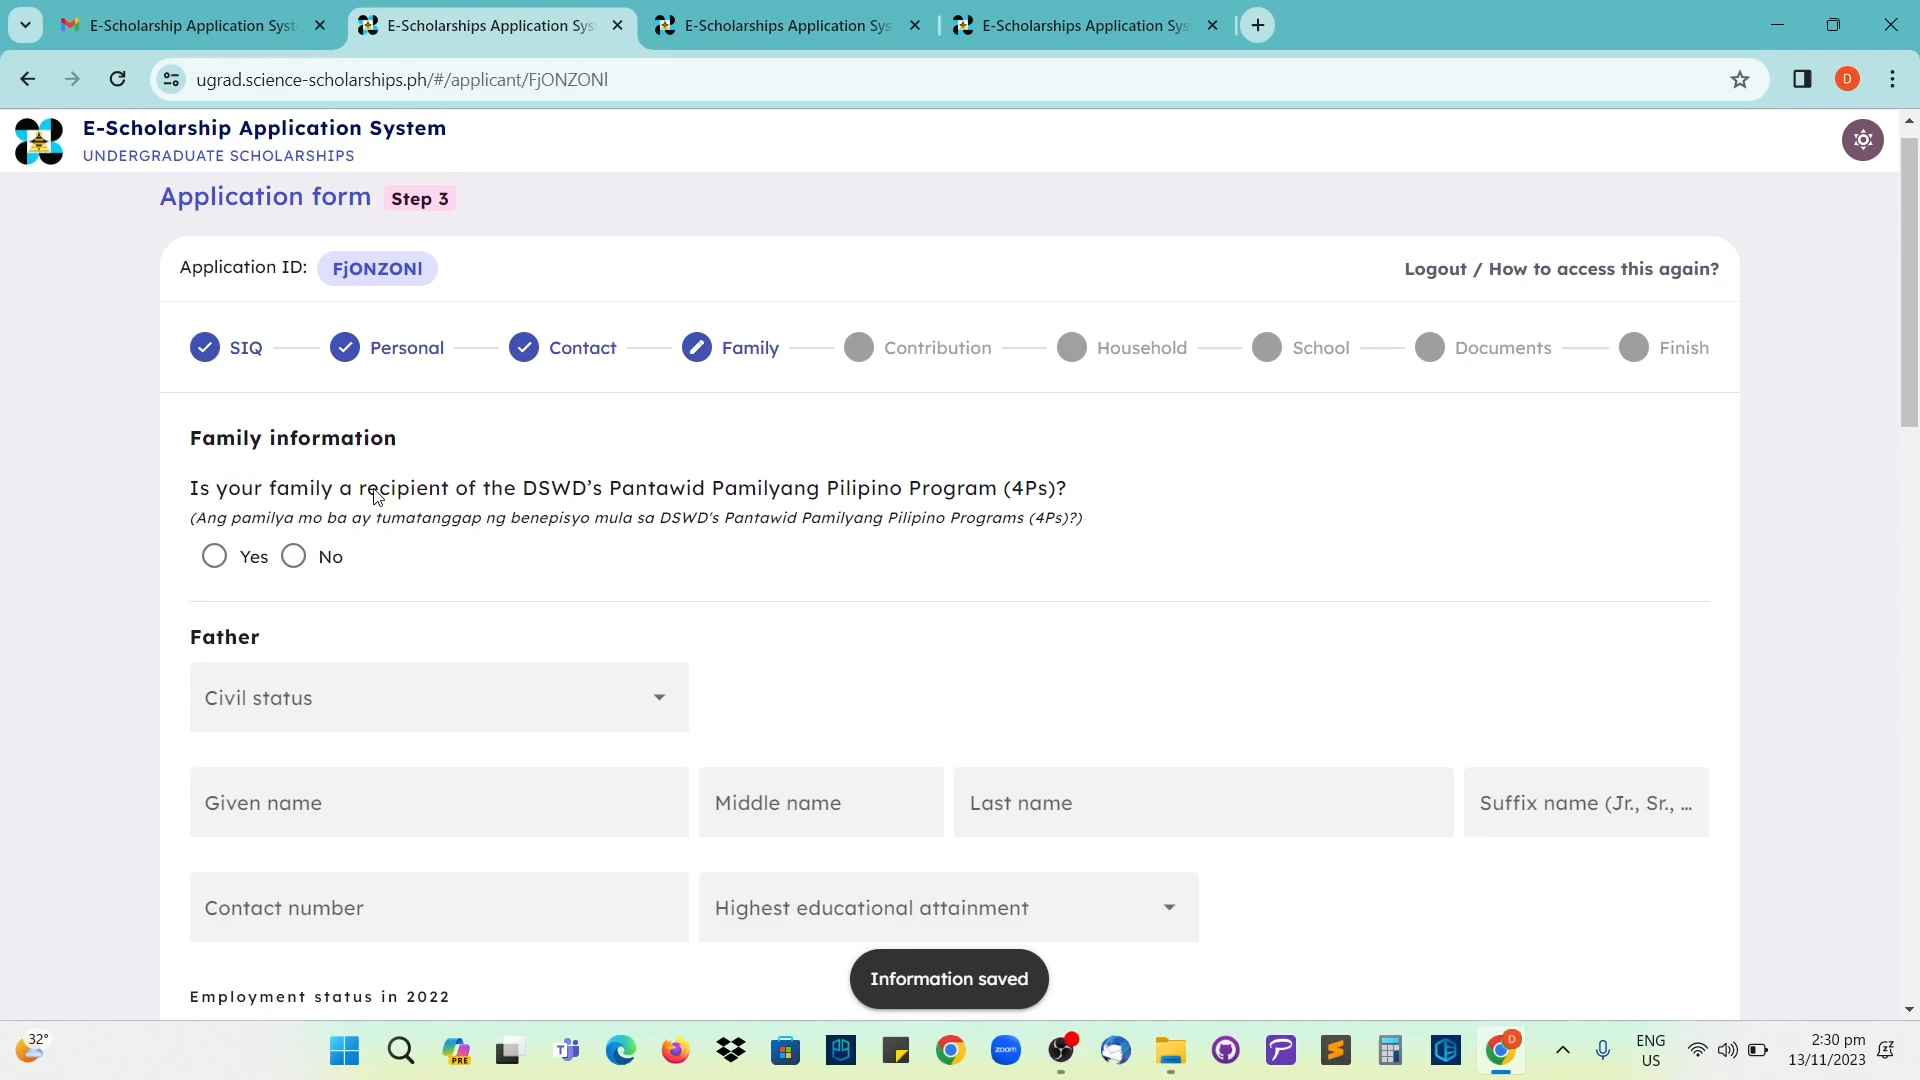 E-Scholarship Application Syst
E-Scholarships Application Sys
E-Scholarships Application Sys
E-Scholarships Application Sys
ugrad.science-scholarships.ph/#/applicant/FjONZONl
D
E-Scholarship Application System
UNDERGRADUATE SCHOLARSHIPS
Application form Step 3
Application ID: FjONZONl
Logout / How to access this again?
SIQ Personal Contact Family Contribution Household School Documents Finish
Family information
Is your family a recipient of the DSWD’s Pantawid Pamilyang Pilipino Program (4Ps)?
(Ang pamilya mo ba ay tumatanggap ng benepisyo mula sa DSWD's Pantawid Pamilyang Pilipino Programs (4Ps)?)
Yes No
Father
Civil status
Given name Middle name Last name Suffix name (Jr., Sr., ...
Contact number Highest educational attainment
Information saved
Employment status in 2022
32°
PRE
zoom
D
ENG
US
2:30 pm
13/11/2023